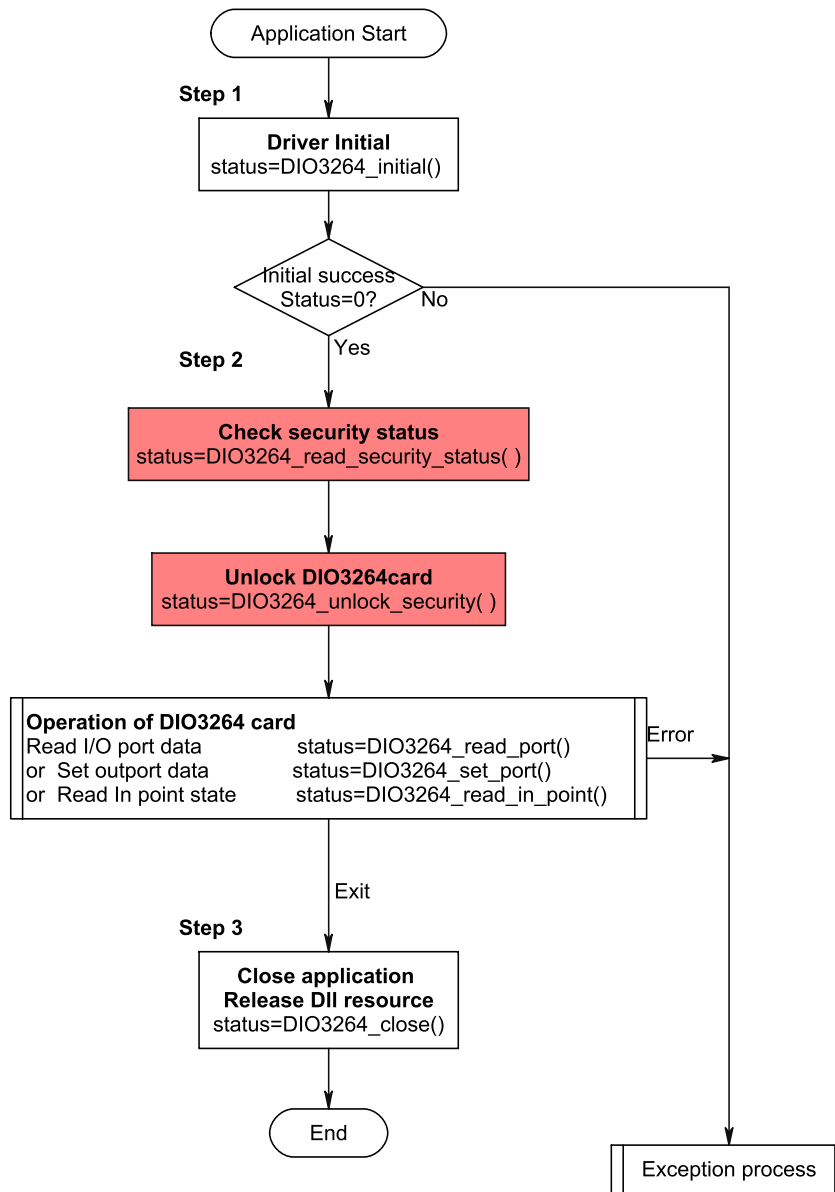 Application Start
Step 1
Driver Initial
status=DIO3264_initial()
Initial success
Status=0?
No
Yes
Step 2
Check security status
status=DIO3264_read_security_status( )
Unlock DIO3264card
status=DIO3264_unlock_security( )
Operation of DIO3264 card
Read I/O port data status=DIO3264_read_port()
or Set outport data status=DIO3264_set_port()
or Read In point state status=DIO3264_read_in_point()
Error
Exit
Step 3
Close application
Release Dll resource
status=DIO3264_close()
End
Exception process